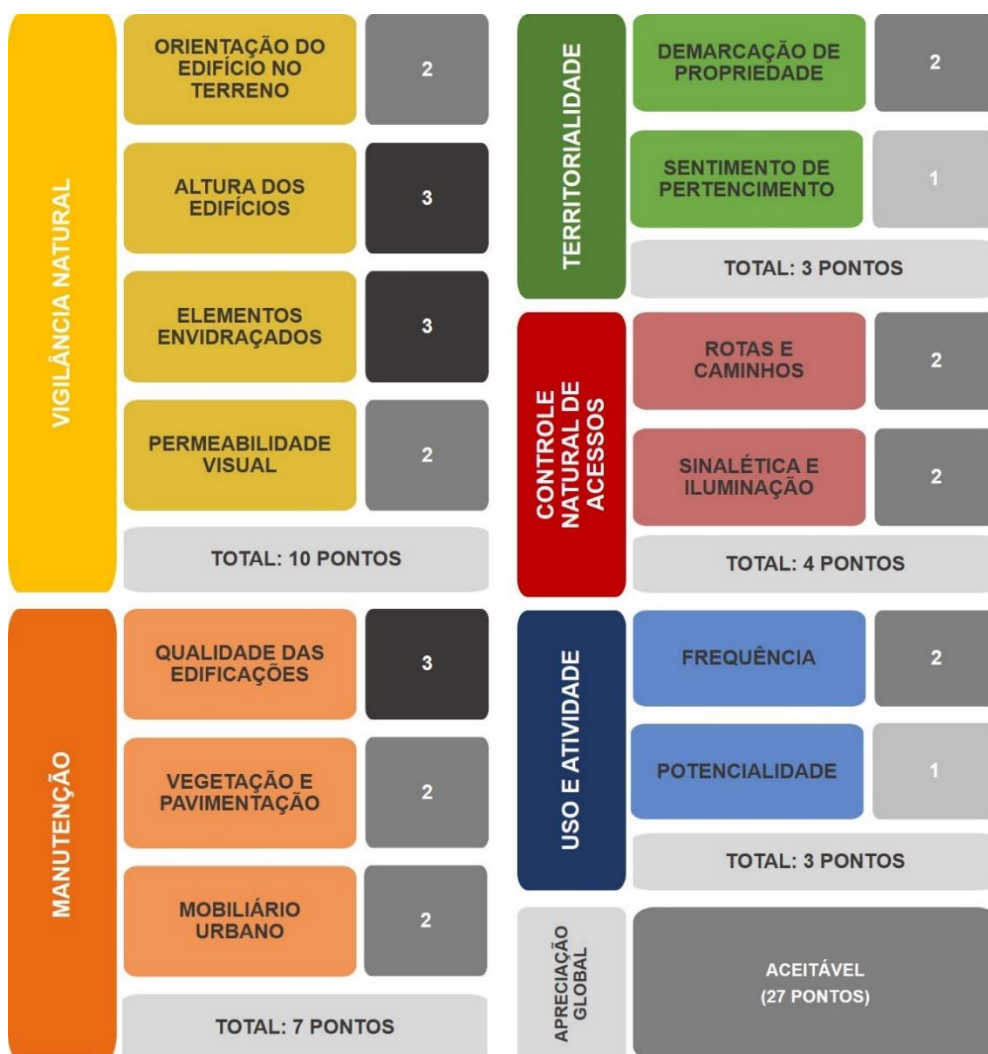 VIGILÂNCIA NATURAL
ORIENTAÇÃO DO
EDIFÍCIO NO
TERRENO
2
ALTURA DOS
EDIFÍCIOS
3
ELEMENTOS
ENVIDRAÇADOS
3
PERMEABILIDADE
VISUAL
2
TOTAL: 10 PONTOS
MANUTENÇÃO
QUALIDADE DAS
EDIFICAÇÕES
3
VEGETAÇÃO E
PAVIMENTAÇÃO
2
MOBILIÁRIO
URBANO
2
TOTAL: 7 PONTOS
TERRITORIALIDADE
DEMARCAÇÃO DE
PROPRIEDADE
2
SENTIMENTO DE
PERTENCIMENTO
1
TOTAL: 3 PONTOS
CONTROLE
NATURAL DE
ACESSOS
ROTAS E
CAMINHOS
2
SINALÉTICA E
ILUMINAÇÃO
2
TOTAL: 4 PONTOS
USO E ATIVIDADE
FREQUÊNCIA
2
POTENCIALIDADE
1
TOTAL: 3 PONTOS
APRECIAÇÃO
GLOBAL
ACEITÁVEL
(27 PONTOS)